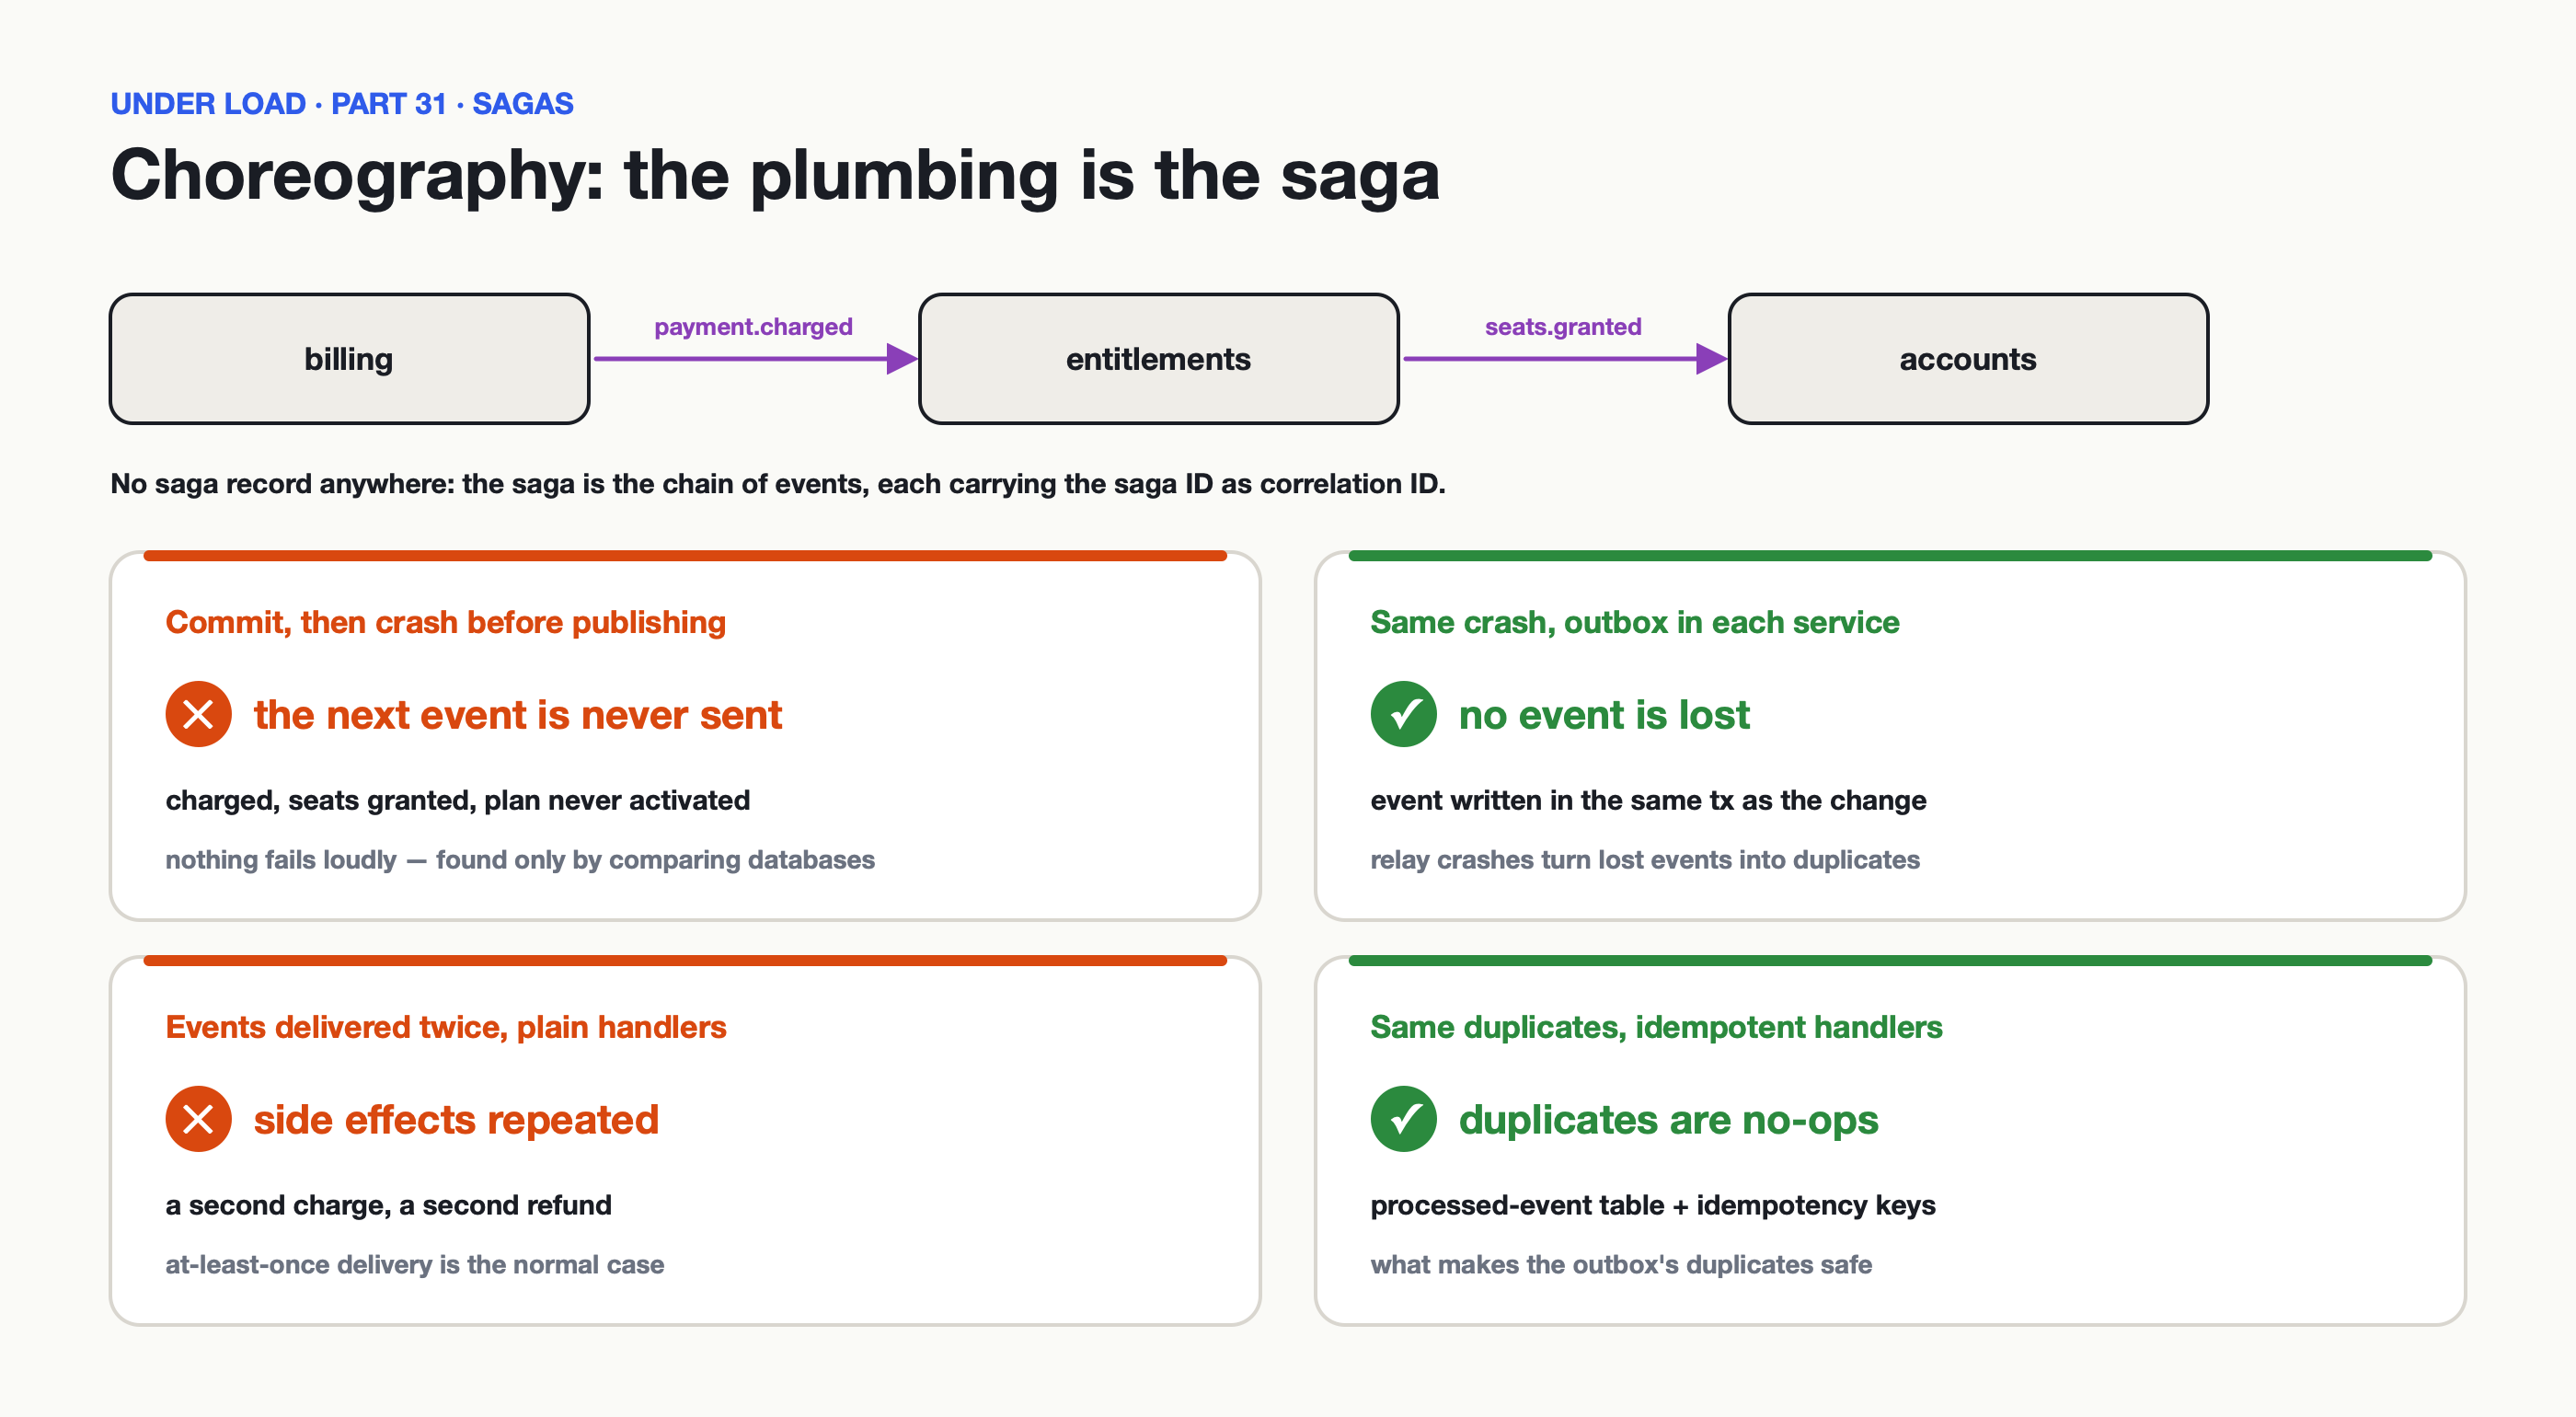 UNDER LOAD · PART 31 · SAGAS
Choreography: the plumbing is the saga
billing
payment.charged
entitlements
seats.granted
accounts
No saga record anywhere: the saga is the chain of events, each carrying the saga ID as correlation ID.
Commit, then crash before publishing
the next event is never sent
charged, seats granted, plan never activated
nothing fails loudly — found only by comparing databases
Same crash, outbox in each service
no event is lost
event written in the same tx as the change
relay crashes turn lost events into duplicates
Events delivered twice, plain handlers
side effects repeated
a second charge, a second refund
at-least-once delivery is the normal case
Same duplicates, idempotent handlers
duplicates are no-ops
processed-event table + idempotency keys
what makes the outbox's duplicates safe